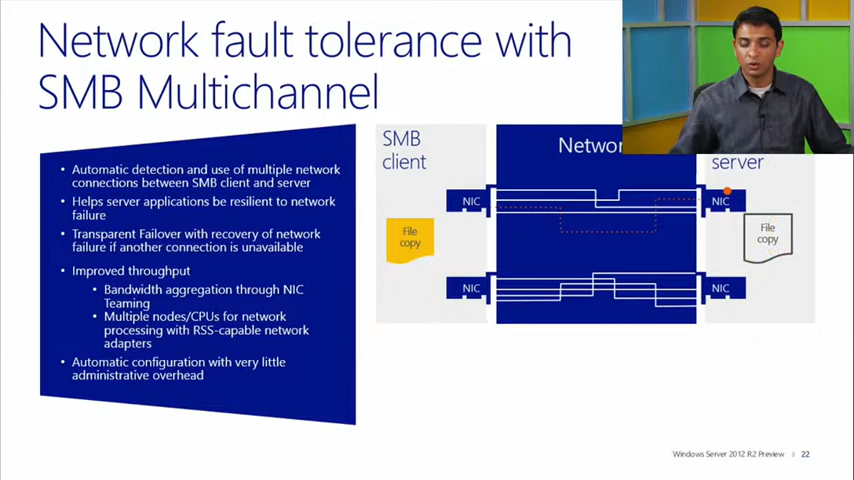 Network fault tolerance with
SMB Multichannel
• Automatic detection and use of multiple network
connections between SMB client and server
• Helps server applications be resilient to network
failure
• Transparent Failover with recovery of network
failure if another connection is unavailable
• Improved throughput
• Bandwidth aggregation through NIC
Teaming
• Multiple nodes/CPUs for network
processing with RSS-capable network
adapters
• Automatic configuration with very little
administrative overhead
SMB
client
Networ
server
NIC
NIC
File
copy
File
copy
NIC
NIC
Windows Server 2012 R2 Preview | 22